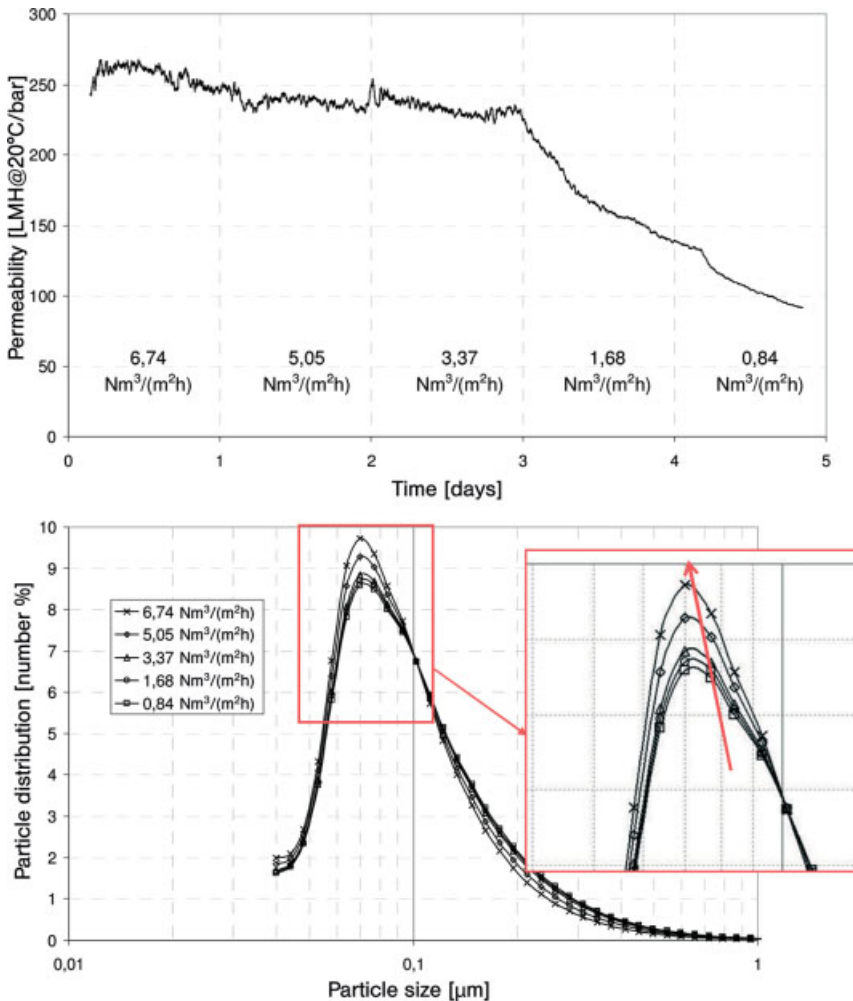 300
250
200
150
100
50
0
Permeability [LMH@20°C/bar]
6,74 5,05 3,37 1,68 0,84
Nm³/(m²h) Nm³/(m²h) Nm³/(m²h) Nm³/(m²h) Nm³/(m²h)
0 1 2 3 4 5
Time [days]
10
9
8
7
6
5
4
3
2
1
0
Particle distribution [number %]
6,74 Nm³/(m²h)
5,05 Nm³/(m²h)
3,37 Nm³/(m²h)
1,68 Nm³/(m²h)
0,84 Nm³/(m²h)
0,01 0,1 1
Particle size [µm]